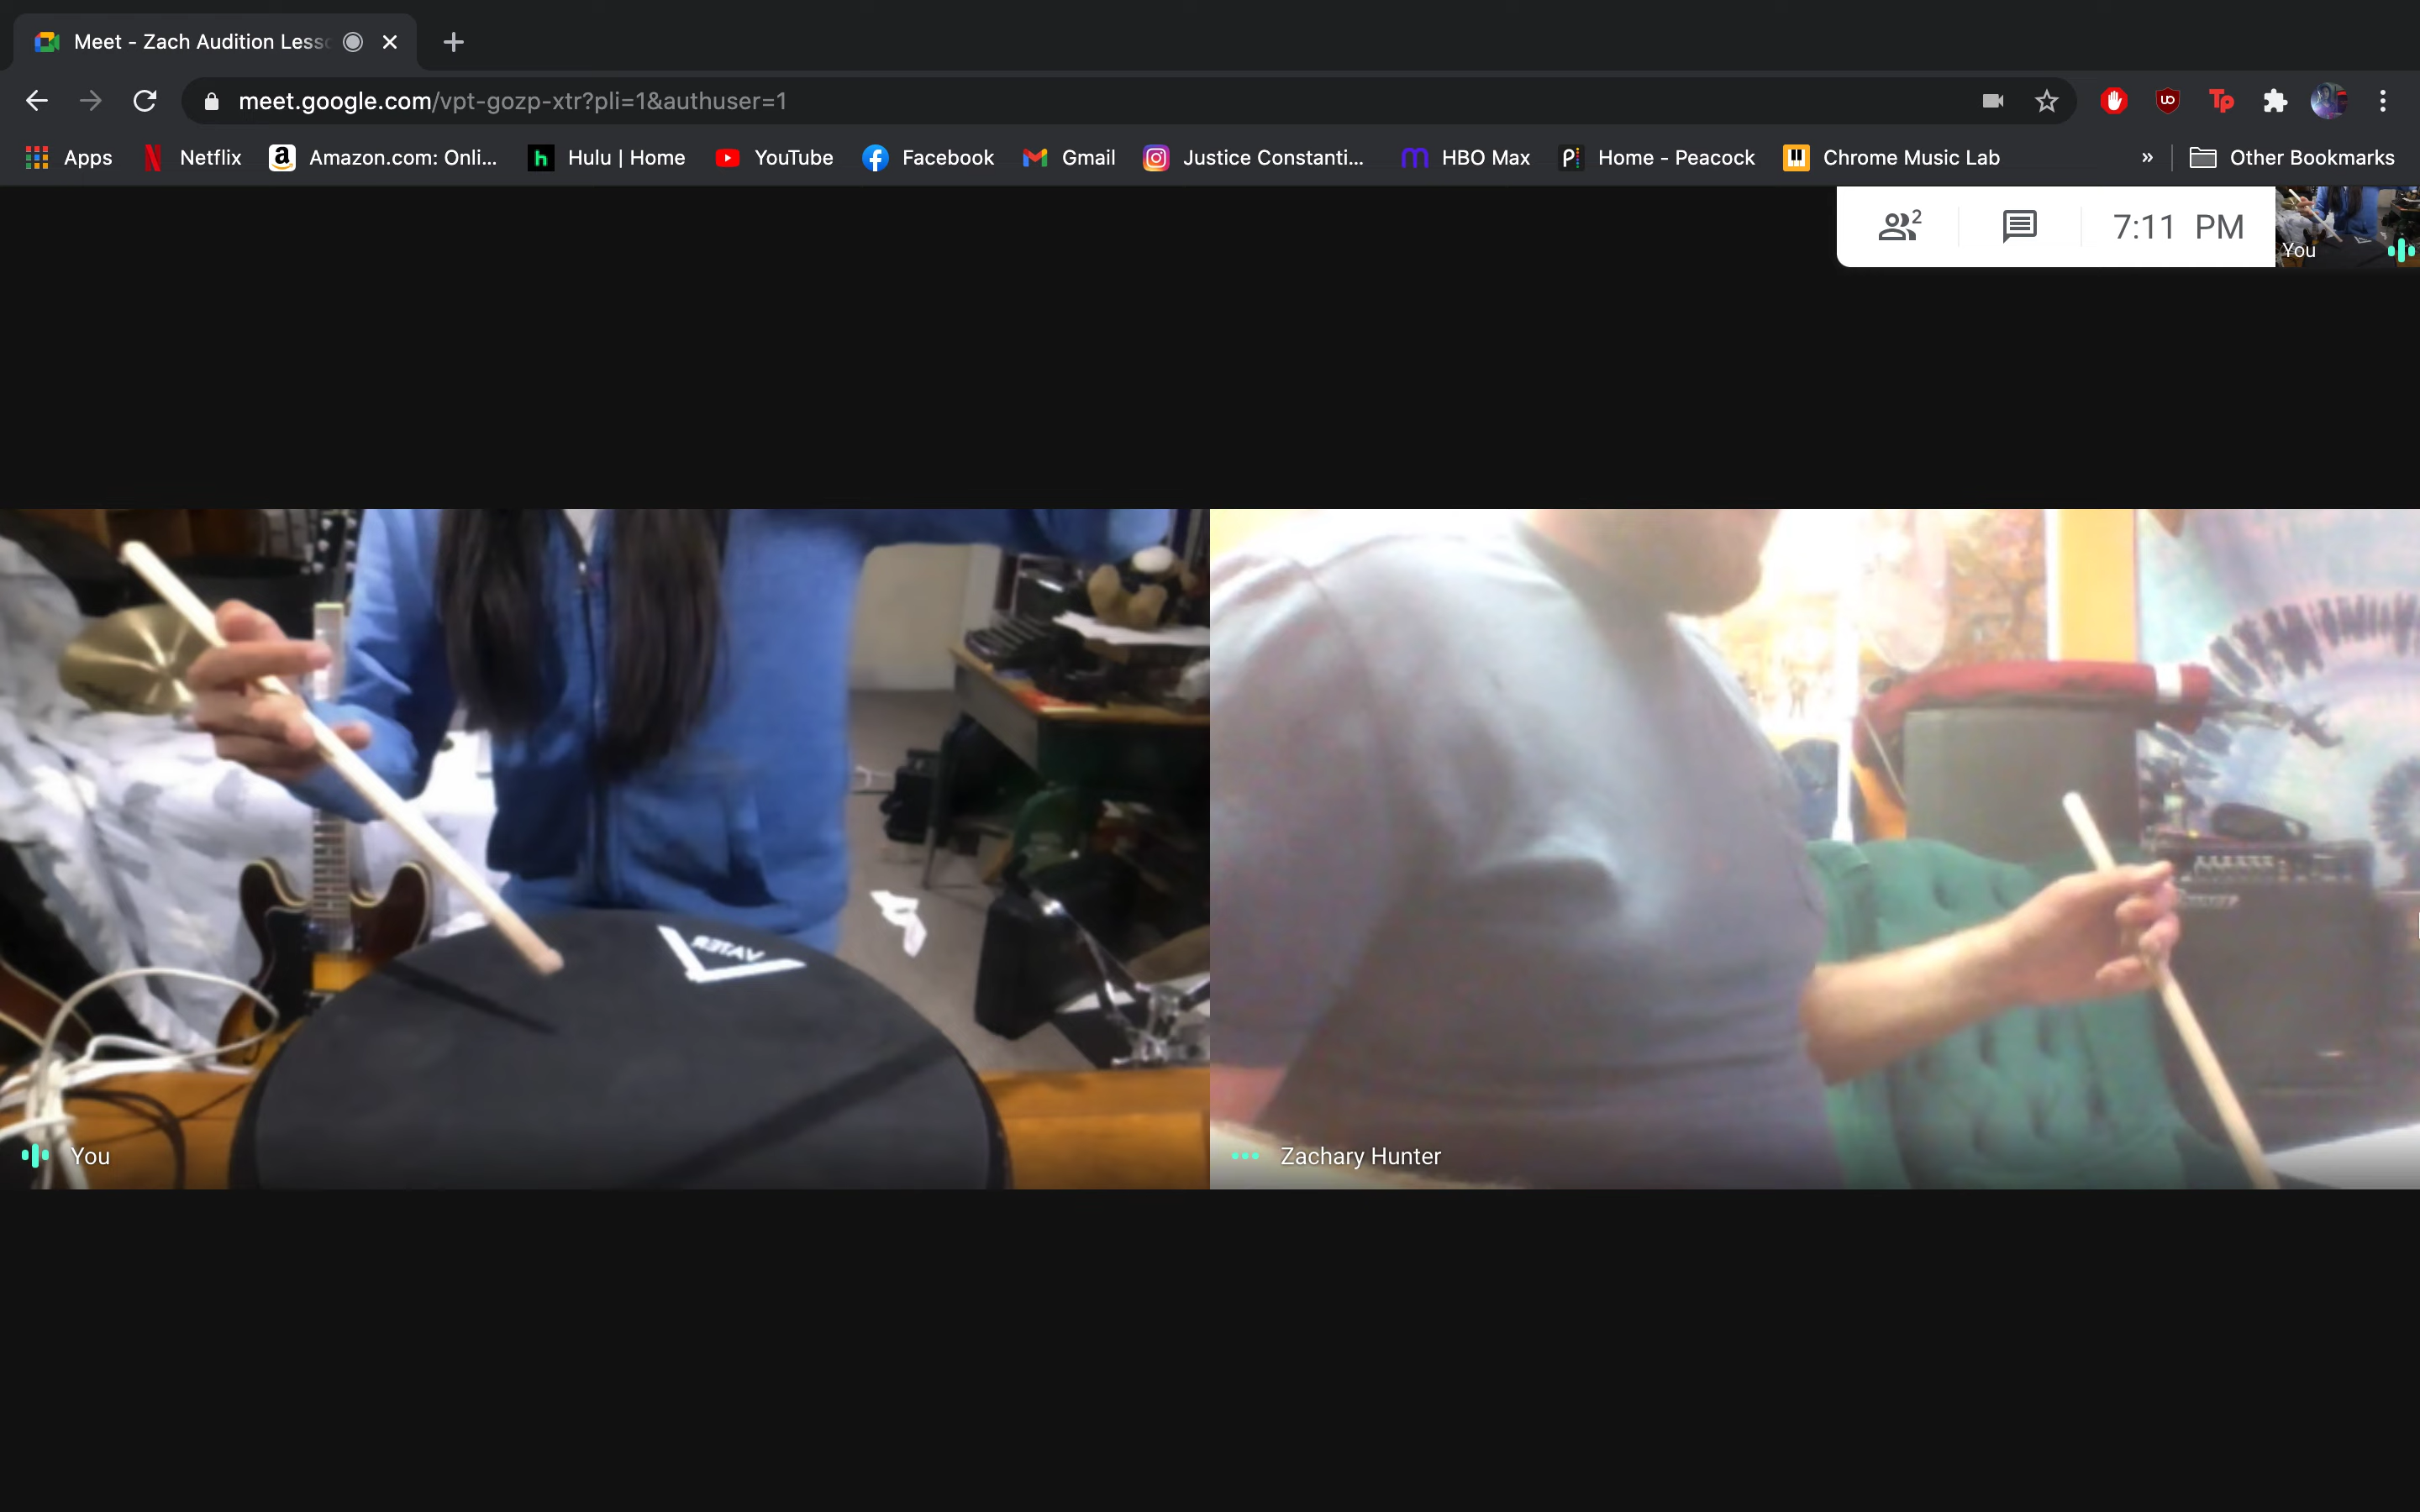 Meet - Zach Audition Less
meet.google.com/vpt-gozp-xtr?pli=1&authuser=1
Apps Netflix Amazon.com: Onli... Hulu | Home YouTube Facebook Gmail Justice Constanti... HBO Max Home - Peacock Chrome Music Lab » Other Bookmarks
2 7:11 PM
You
VATER
You
Zachary Hunter